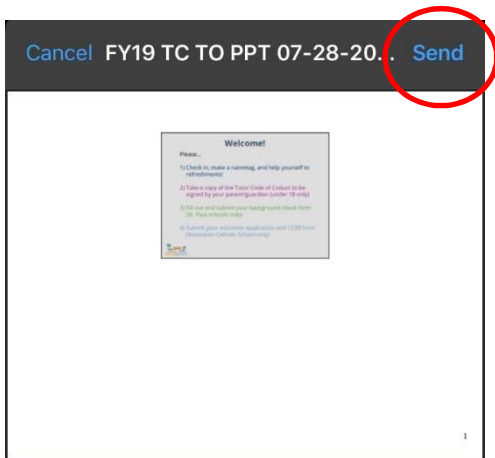 Cancel FY19 TC TO PPT 07-28-20... Send
Welcome!
Please...
1) Check in, make a nametag, and help yourself to
refreshments!
2) Take a copy of the Tutor Code of Coduct to be
signed by your parent/guardian (under 18 only)
3) Fill out and submit your background check form
(St. Paul schools only)
4) Submit your volunteer application and 1200 form
(Ascension Catholic School only)
1